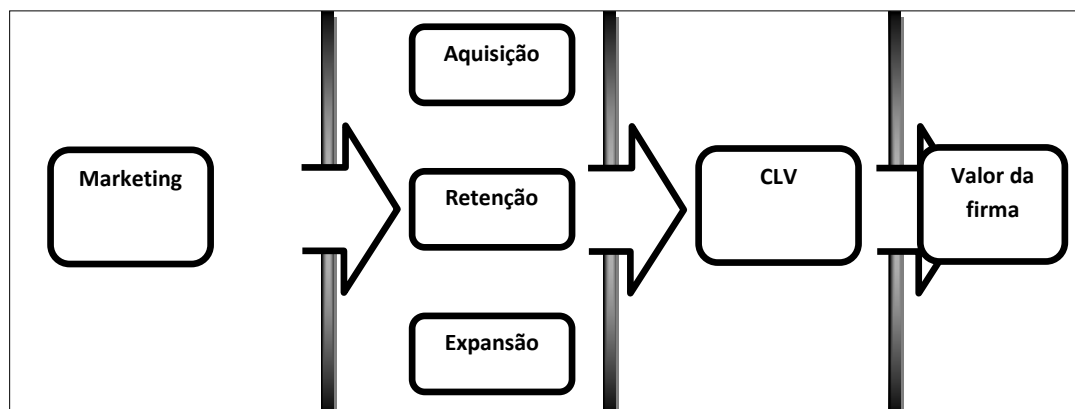 Marketing
Aquisição
Retenção
Expansão
CLV
Valor da
firma